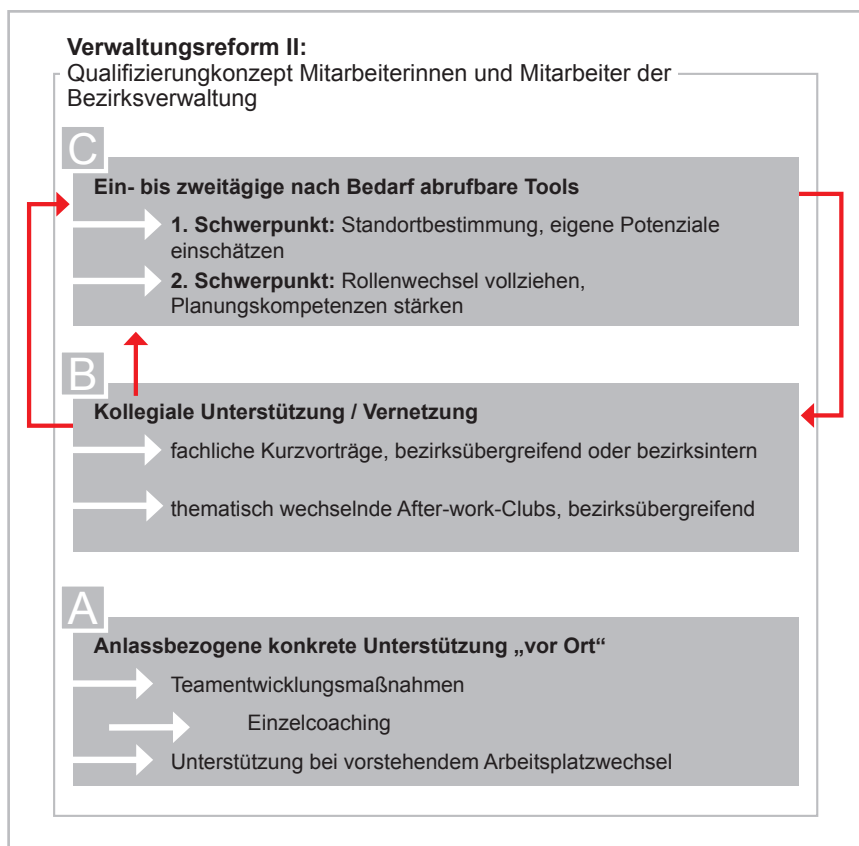 Verwaltungsreform II:
Qualifizierungkonzept Mitarbeiterinnen und Mitarbeiter der
Bezirksverwaltung
C
Ein- bis zweitägige nach Bedarf abrufbare Tools
1. Schwerpunkt: Standortbestimmung, eigene Potenziale
einschätzen
2. Schwerpunkt: Rollenwechsel vollziehen,
Planungskompetenzen stärken
B
Kollegiale Unterstützung / Vernetzung
fachliche Kurzvorträge, bezirksübergreifend oder bezirksintern
thematisch wechselnde After-work-Clubs, bezirksübergreifend
A
Anlassbezogene konkrete Unterstützung „vor Ort“
Teamentwicklungsmaßnahmen
Einzelcoaching
Unterstützung bei vorstehendem Arbeitsplatzwechsel